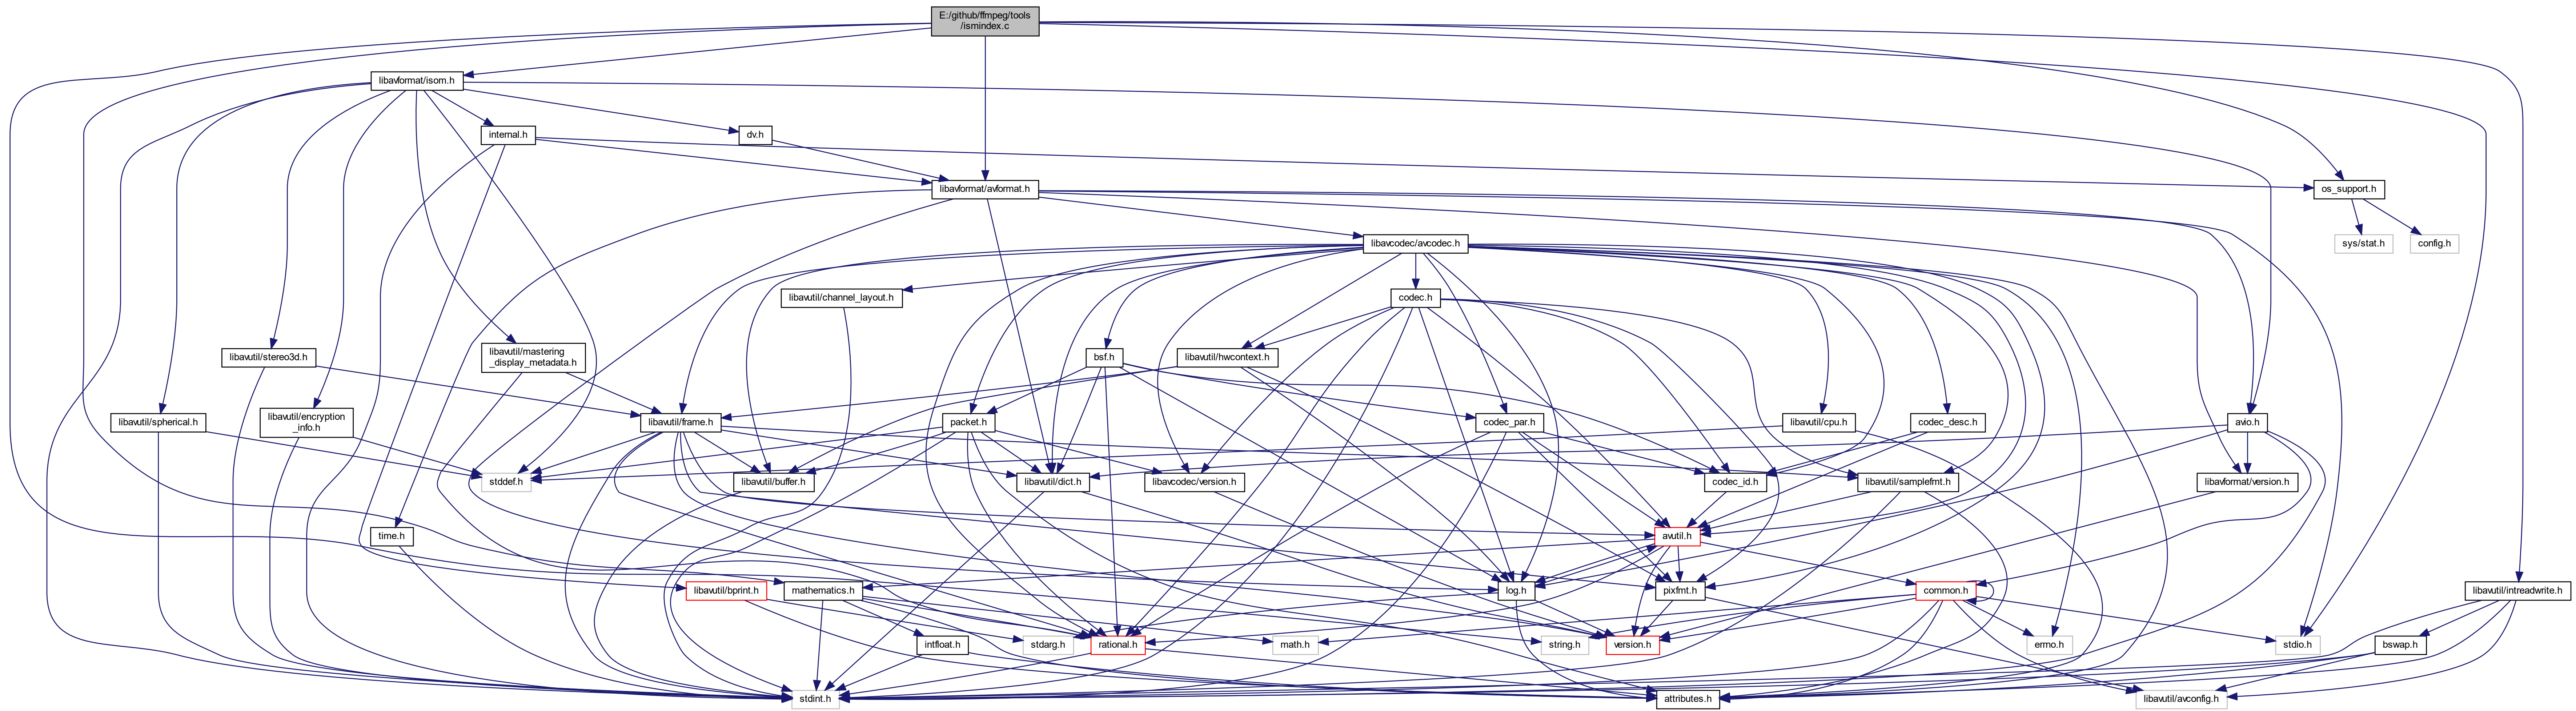 E:/github/ffmpeg/tools
/ismindex.c
libavformat/isom.h
internal.h
dv.h
libavformat/avformat.h
os_support.h
libavcodec/avcodec.h
sys/stat.h
config.h
libavutil/channel_layout.h
codec.h
libavutil/stereo3d.h
libavutil/mastering
_display_metadata.h
bsf.h
libavutil/hwcontext.h
libavutil/spherical.h
libavutil/encryption
_info.h
libavutil/frame.h
packet.h
codec_par.h
libavutil/cpu.h
codec_desc.h
avio.h
stddef.h
libavutil/buffer.h
libavutil/dict.h
libavcodec/version.h
codec_id.h
libavutil/samplefmt.h
libavformat/version.h
time.h
avutil.h
libavutil/bprint.h
mathematics.h
log.h
pixfmt.h
common.h
libavutil/intreadwrite.h
intfloat.h
stdarg.h
rational.h
math.h
string.h
version.h
errno.h
stdio.h
bswap.h
stdint.h
attributes.h
libavutil/avconfig.h